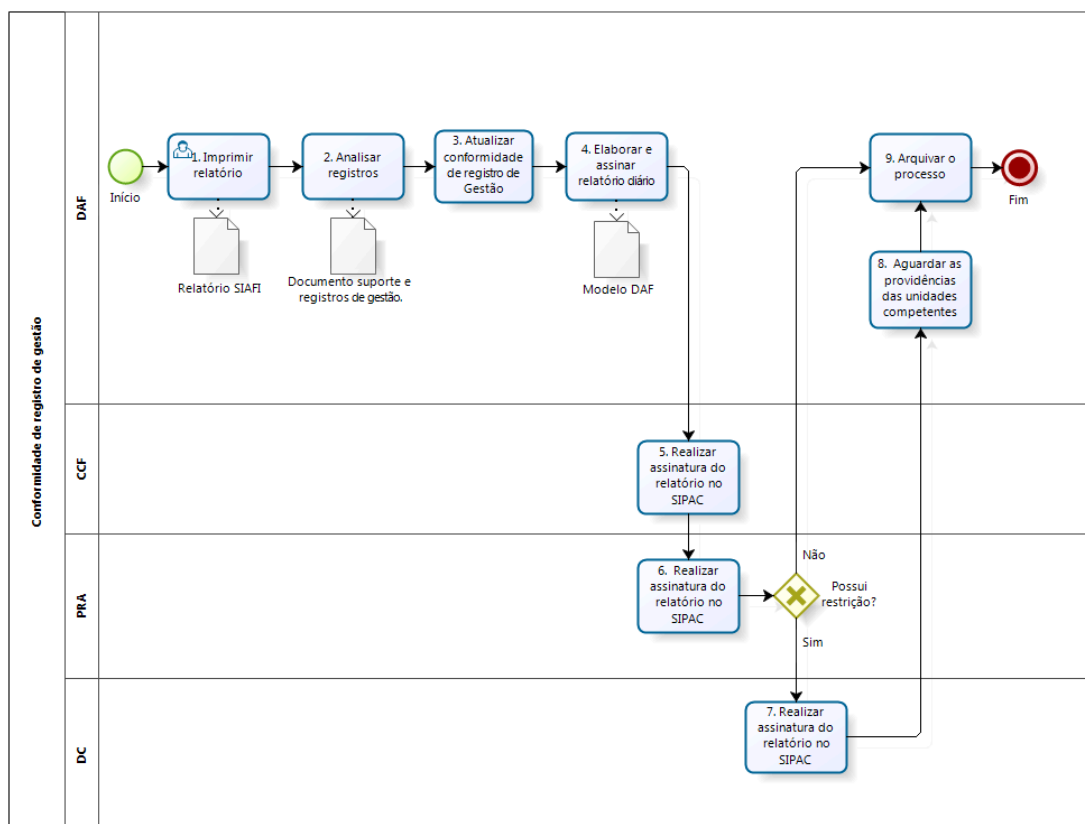 Conformidade de registro de gestão
DAF
Início
1. Imprimir
relatório
Relatório SIAFI
2. Analisar
registros
Documento suporte e
registros de gestão.
3. Atualizar
conformidade
de registro de
Gestão
4. Elaborar e
assinar
relatório diário
Modelo DAF
9. Arquivar o
processo
Fim
8. Aguardar as
providências
das unidades
competentes
CCF
5. Realizar
assinatura do
relatório no
SIPAC
PRA
6. Realizar
assinatura do
relatório no
SIPAC
Não
Possui
restrição?
Sim
DC
7. Realizar
assinatura do
relatório no
SIPAC